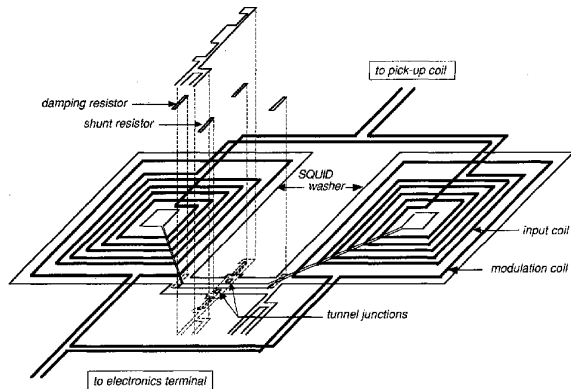 to pick-up coil
damping resistor
shunt resistor
SQUID
washer
input coil
modulation coil
tunnel junctions
to electronics terminal